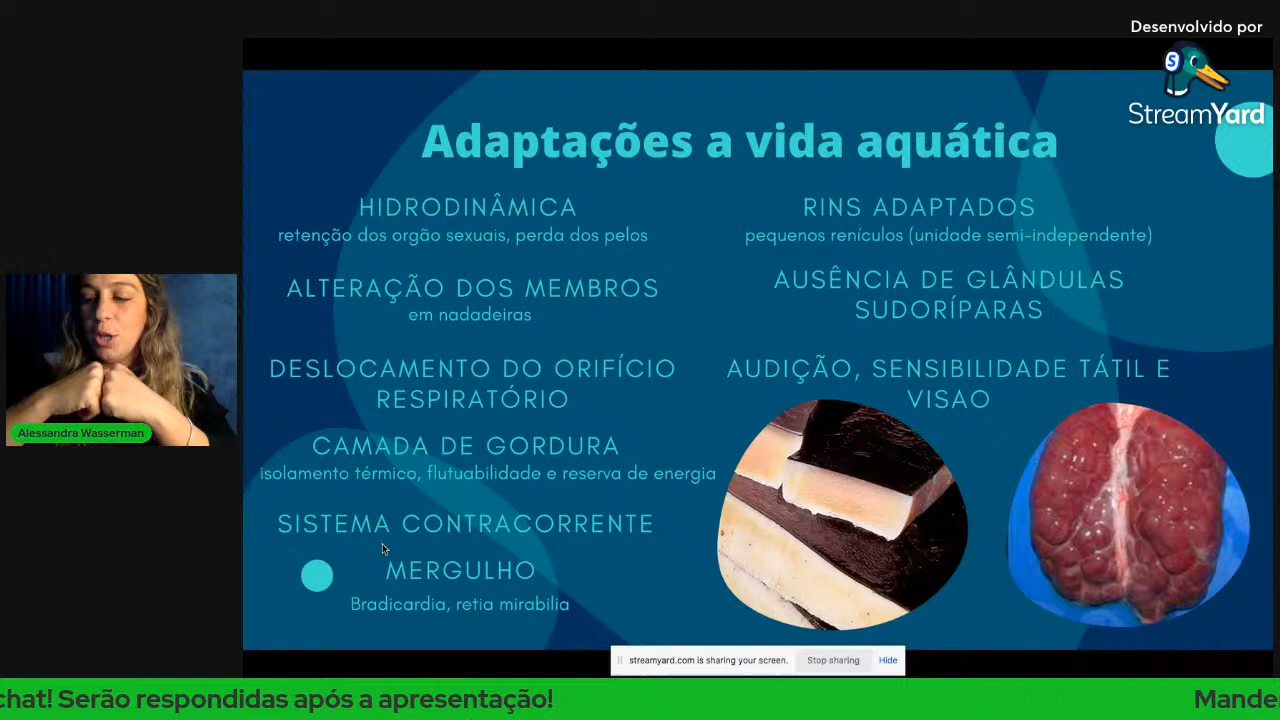 Desenvolvido por
StreamYard
Adaptações a vida aquática
HIDRODINÂMICA
retenção dos orgão sexuais, perda dos pelos
ALTERAÇÃO DOS MEMBROS
em nadadeiras
DESLOCAMENTO DO ORIFÍCIO
RESPIRATÓRIO
CAMADA DE GORDURA
isolamento térmico, flutuabilidade e reserva de energia
SISTEMA CONTRACORRENTE
MERGULHO
Bradicardia, retia mirabilia
RINS ADAPTADOS
pequenos renículos (unidade semi-independente)
AUSÊNCIA DE GLÂNDULAS
SUDORÍPARAS
AUDIÇÃO, SENSIBILIDADE TÁTIL E
VISAO
Alessandra Wasserman
streamyard.com is sharing your screen.
Stop sharing
Hide
chat! Serão respondidas após a apresentação!
Mande